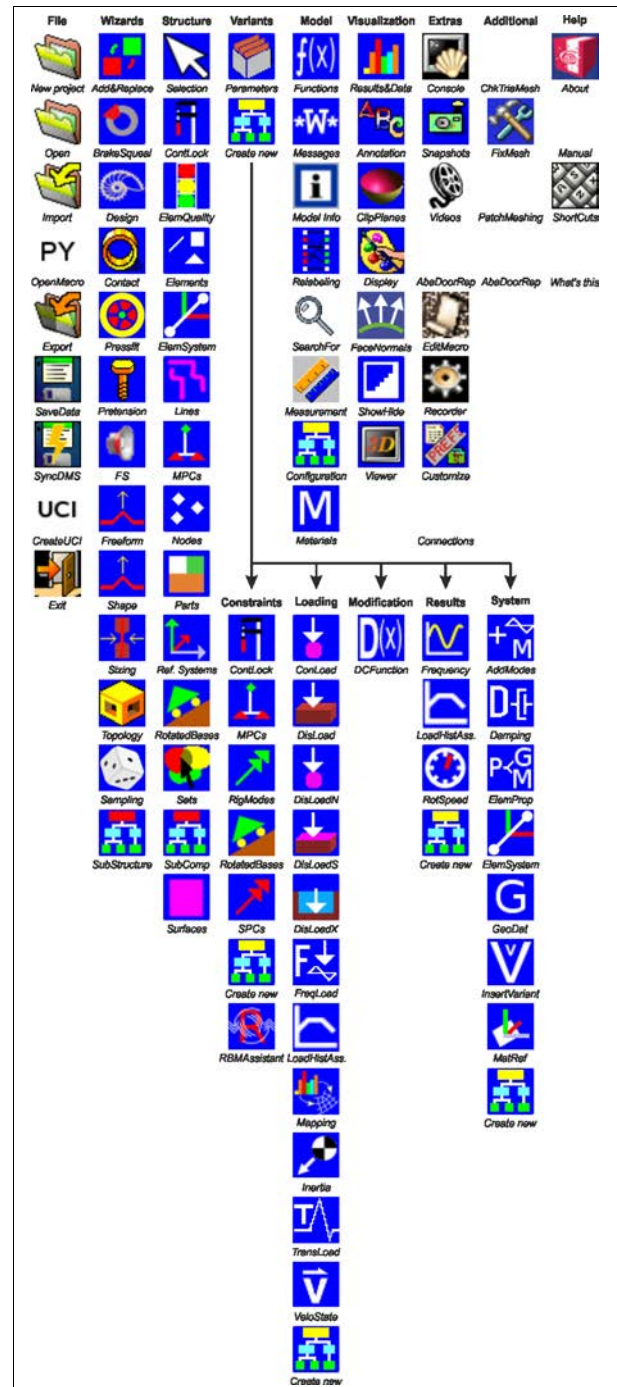 File Wizards Structure Variants Model Visualization Extras Additional Help
f(x)
New project Add&Replace Selection Parameters Functions Results&Data Console ChkTriaMesh About
*W* ABC
Open BrakeSqueal ContLock Create new Messages Annotation Snapshots FixMesh Manual
i
Import Design ElemQuality Model Info ClipPlanes Videos PatchMeshing ShortCuts
PY
OpenMacro Contact Elements Relabeling Display AbeDoorRep AbeDoorRep What's this
Export Pressfit ElemSystem SearchFor FaceNormals EditMacro
SaveData Pretension Lines Measurement ShowHide Recorder
3D PREFE
SyncDMS FS MPCs Configuration Viewer Customize
UCI M
CreateUCI Freeform Nodes Materials Connections
Exit Shape Parts Constraints Loading Modification Results System
D(x) M
Sizing Ref. Systems ContLock ConLoad DCFunction Frequency AddModes
D
Topology RotatedBases MPCs DisLoad LoadHistAss. Damping
P G M
Sampling Sets RigModes DisLoadN RotSpeed ElemProp
SubStructure SubComp RotatedBases DisLoadS Create new ElemSystem
G
Surfaces SPCs DisLoadX GeoDat
F V v
Create new FreqLoad InsertVariant
R
RBMAssistant LoadHistAss. MatRef
Mapping Create new
Inertia
T
TransLoad
v
VeloState
Create new